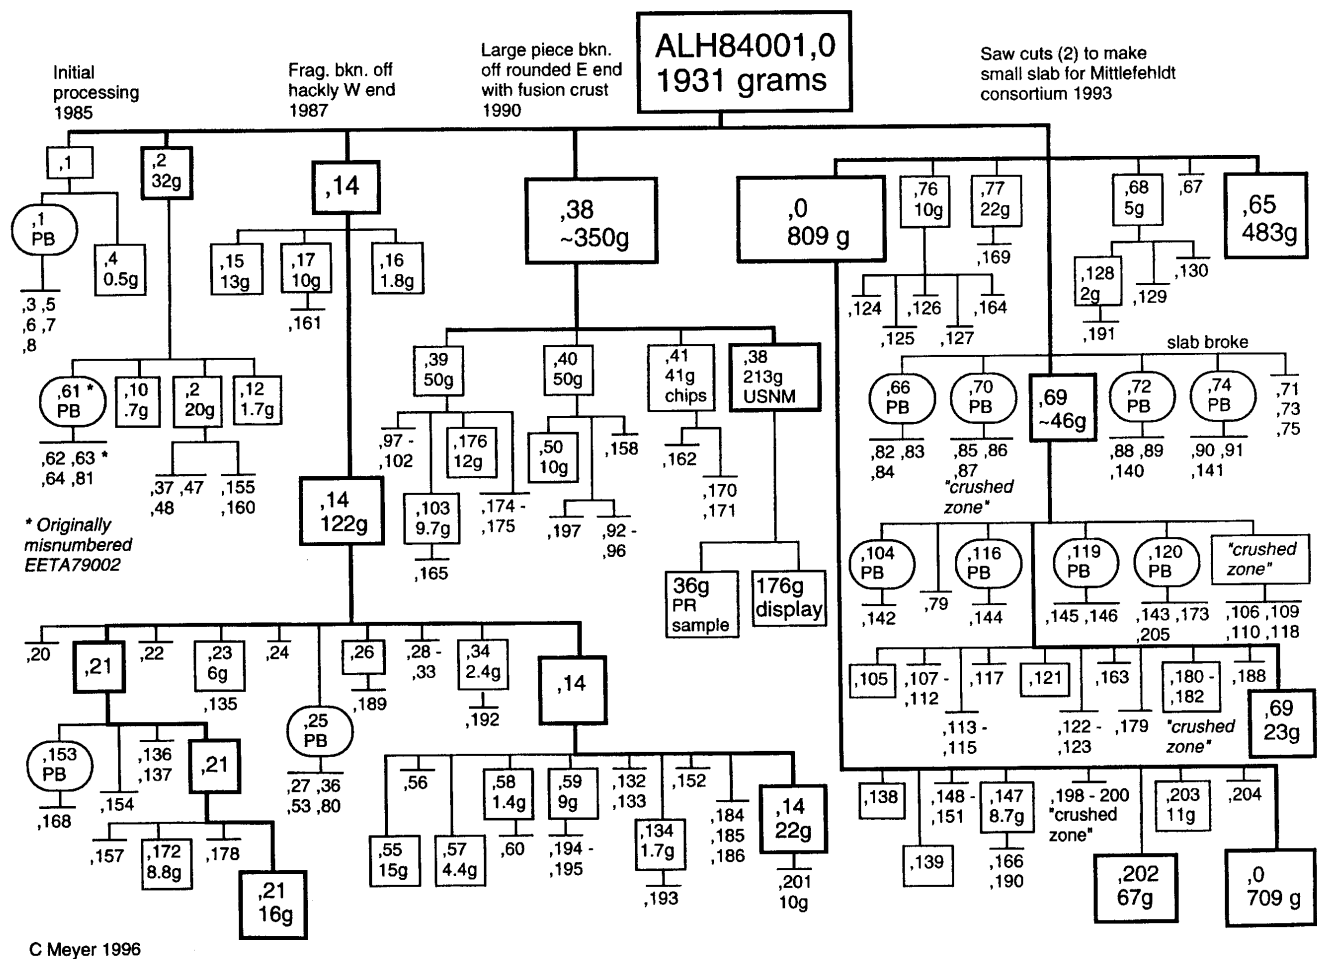 ALH84001,0
1931 grams
Initial
processing
1985
Frag. bkn. off
hackly W end
1987
Large piece bkn.
off rounded E end
with fusion crust
1990
Saw cuts (2) to make
small slab for Mittlefehldt
consortium 1993
,1
,2
32g
,14
,38
~350g
,0
809 g
,76
10g
,77
22g
,68
5g
,67
,65
483g
,1
PB
,4
0.5g
,15
13g
,17
10g
,16
1.8g
,169
,128
2g
,129
,130
,3 ,5
,6 ,7
,8
,161
,124
,125
,126
,127
,164
,191
slab broke
,61 *
PB
,10
.7g
,2
20g
,12
1.7g
,39
50g
,40
50g
,41
41g
chips
,38
213g
USNM
,66
PB
,70
PB
,69
~46g
,72
PB
,74
PB
,71
,73
,75
,62 ,63 *
,64 ,81
,37 ,47
,48
,155
,160
,97 -
,102
,176
12g
,103
9.7g
,174 -
,175
,165
,50
10g
,158
,197
,92 -
,96
,162
,170
,171
,82 ,83
,84
,85 ,86
,87
"crushed
zone"
,88 ,89
,140
,90 ,91
,141
,14
122g
* Originally
misnumbered
EETA79002
36g
PR
sample
176g
display
,104
PB
,79
,116
PB
,119
PB
,120
PB
"crushed
zone"
,142
,144
,145 ,146
,143 ,173
,205
,106 ,109
,110 ,118
,20
,21
,22
,23
6g
,24
,26
,28 -
,33
,34
2.4g
,14
,135
,25
PB
,189
,192
,27 ,36
,53 ,80
,105
,107 -
,112
,117
,121
,163
,180 -
,182
,188
,113 -
,115
,122 -
,123
,179
"crushed
zone"
,69
23g
,153
PB
,154
,136
,137
,21
,168
,157
,172
8.8g
,178
,21
16g
,56
,58
1.4g
,59
9g
,132
,133
,152
,184
,185
,186
,14
22g
,55
15g
,57
4.4g
,60
,194 -
,195
,134
1.7g
,193
,201
10g
,138
,139
,148 -
,151
,147
8.7g
,166
,190
,198 - 200
"crushed
zone"
,203
11g
,204
,202
67g
,0
709 g
C Meyer 1996